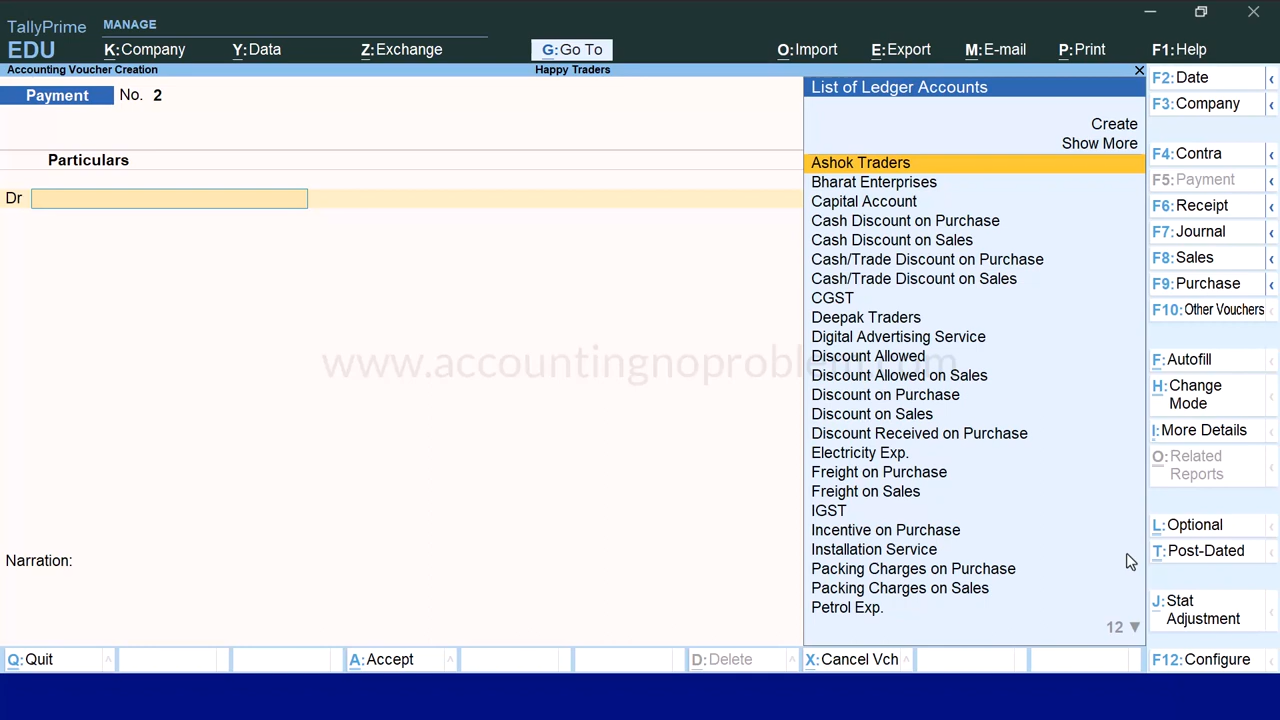 TallyPrime
EDU
MANAGE
K:Company
Y:Data
Z:Exchange
G:Go To
O:Import
E:Export
M:E-mail
P:Print
F1:Help
Accounting Voucher Creation
Happy Traders
Payment No. 2
Particulars
Dr
Narration:
List of Ledger Accounts
Create
Show More
Ashok Traders
Bharat Enterprises
Capital Account
Cash Discount on Purchase
Cash Discount on Sales
Cash/Trade Discount on Purchase
Cash/Trade Discount on Sales
CGST
Deepak Traders
Digital Advertising Service
Discount Allowed
Discount Allowed on Sales
Discount on Purchase
Discount on Sales
Discount Received on Purchase
Electricity Exp.
Freight on Purchase
Freight on Sales
IGST
Incentive on Purchase
Installation Service
Packing Charges on Purchase
Packing Charges on Sales
Petrol Exp.
12 ▼
www.accountingnoproblem.com
F2:Date
F3:Company
F4:Contra
F5:Payment
F6:Receipt
F7:Journal
F8:Sales
F9:Purchase
F10:Other Vouchers
F:Autofill
H:Change
Mode
I:More Details
O:Related
Reports
L:Optional
T:Post-Dated
J:Stat
Adjustment
Q:Quit
A:Accept
D:Delete
X:Cancel Vch
F12:Configure